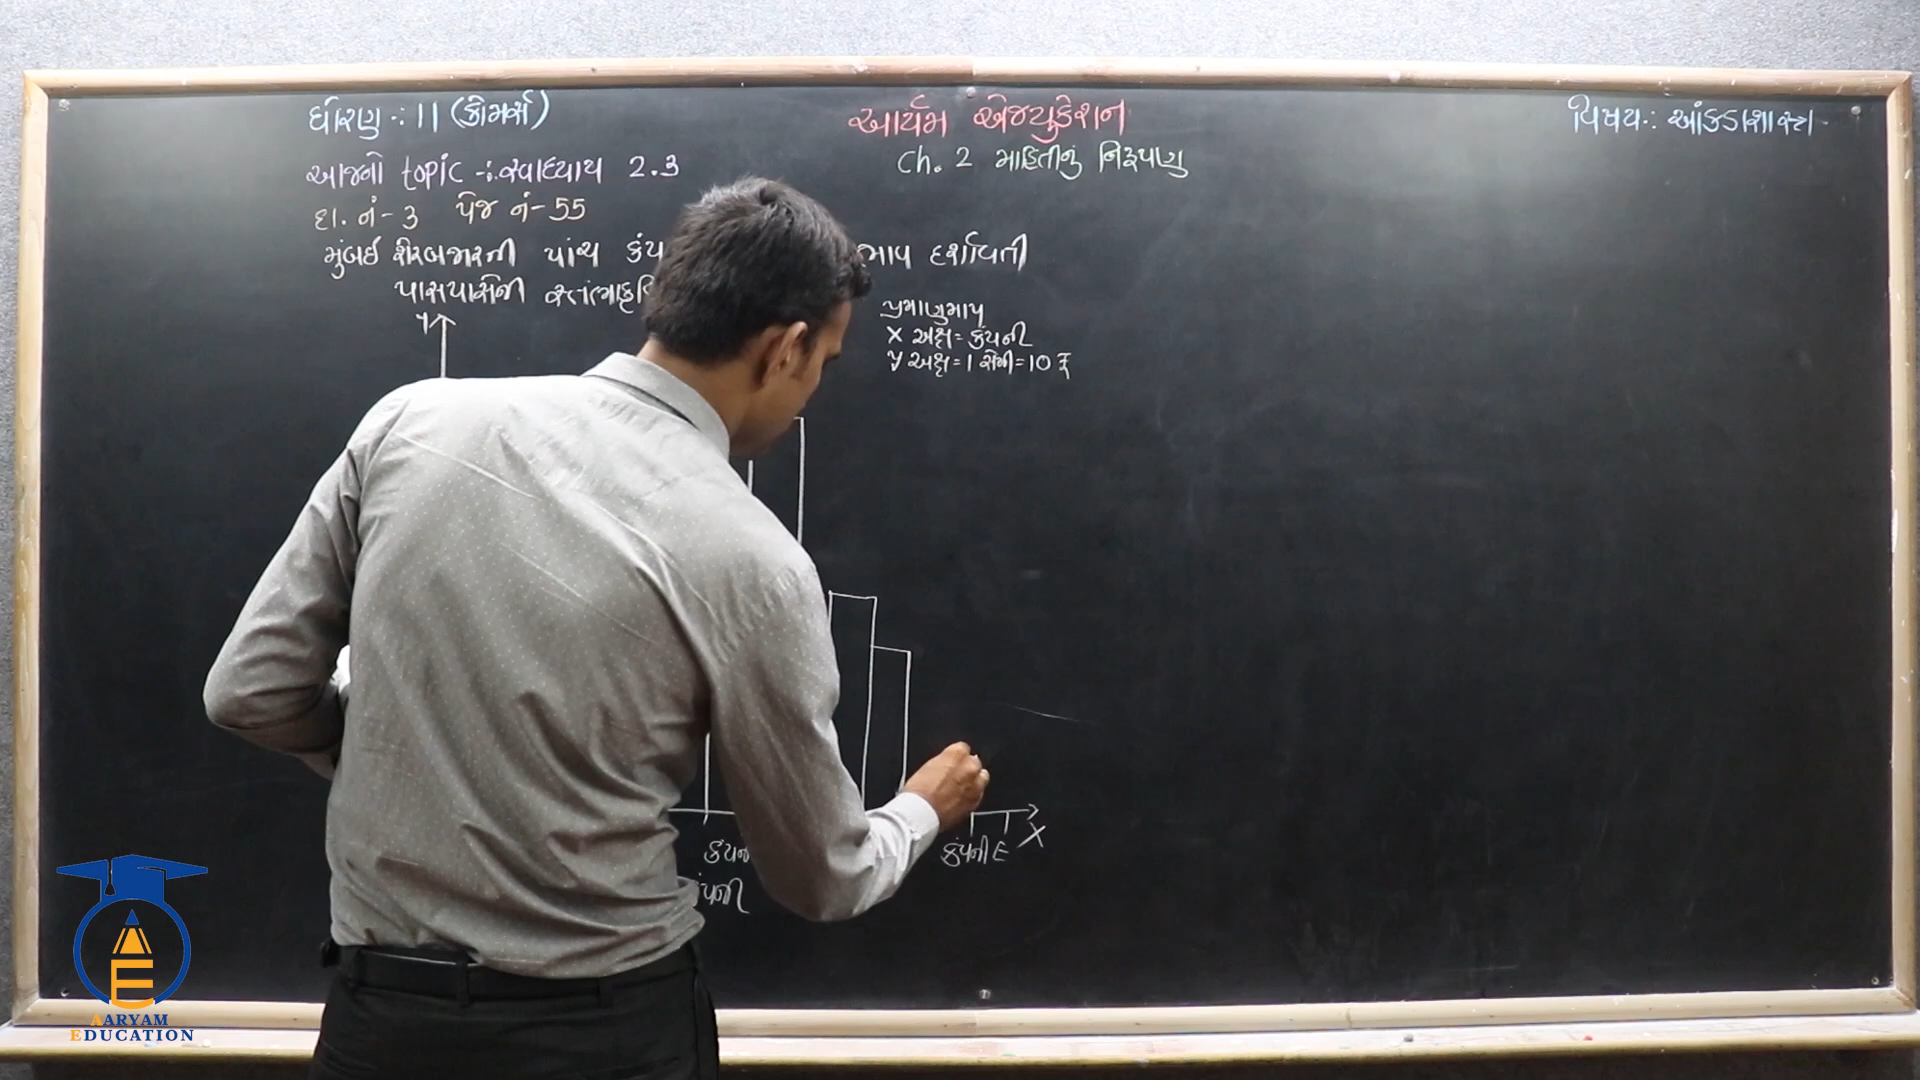 ધોરણ :- 11 (કોમર્સ)
આર્યમ એજ્યુકેશન
વિષય :- આંકડાશાસ્ત્ર
Ch. 2 માહિતીનું નિરૂપણ
આજનો topic -: સ્વાધ્યાય 2.3
દા. નં - 3 પેજ નં - 55
મુંબઇ શેરબજારની પાંચ કંપ ભાવ દર્શાવતી
પાસપાસેની સ્તંભાકૃતિ
પ્રમાણમાપ
X અક્ષ = કંપની
Y અક્ષ = 1 સેમી = 10 ₹
Y
X
કંપની E
AARYAM
EDUCATION